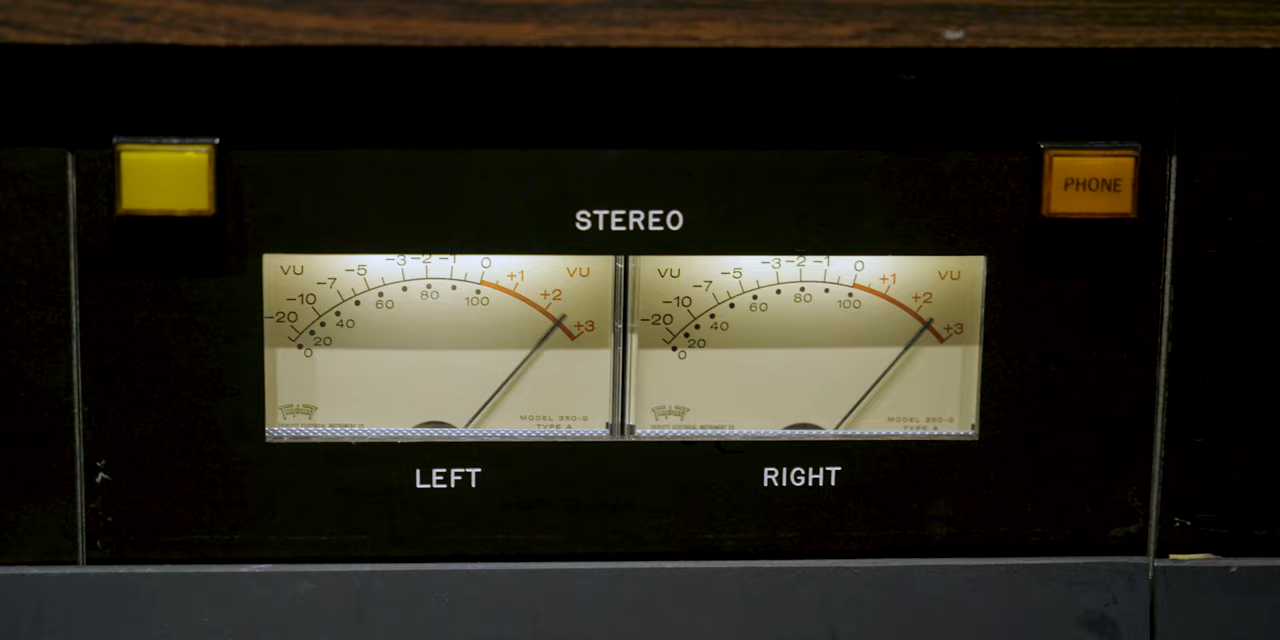 PHONE
STEREO
VU -20 -10 -7 -5 -3 -2 -1 0 +1 +2 +3 VU
0 20 40 60 80 100
MODEL 350-G
TYPE A
VU -20 -10 -7 -5 -3 -2 -1 0 +1 +2 +3 VU
0 20 40 60 80 100
MODEL 350-G
TYPE A
LEFT
RIGHT